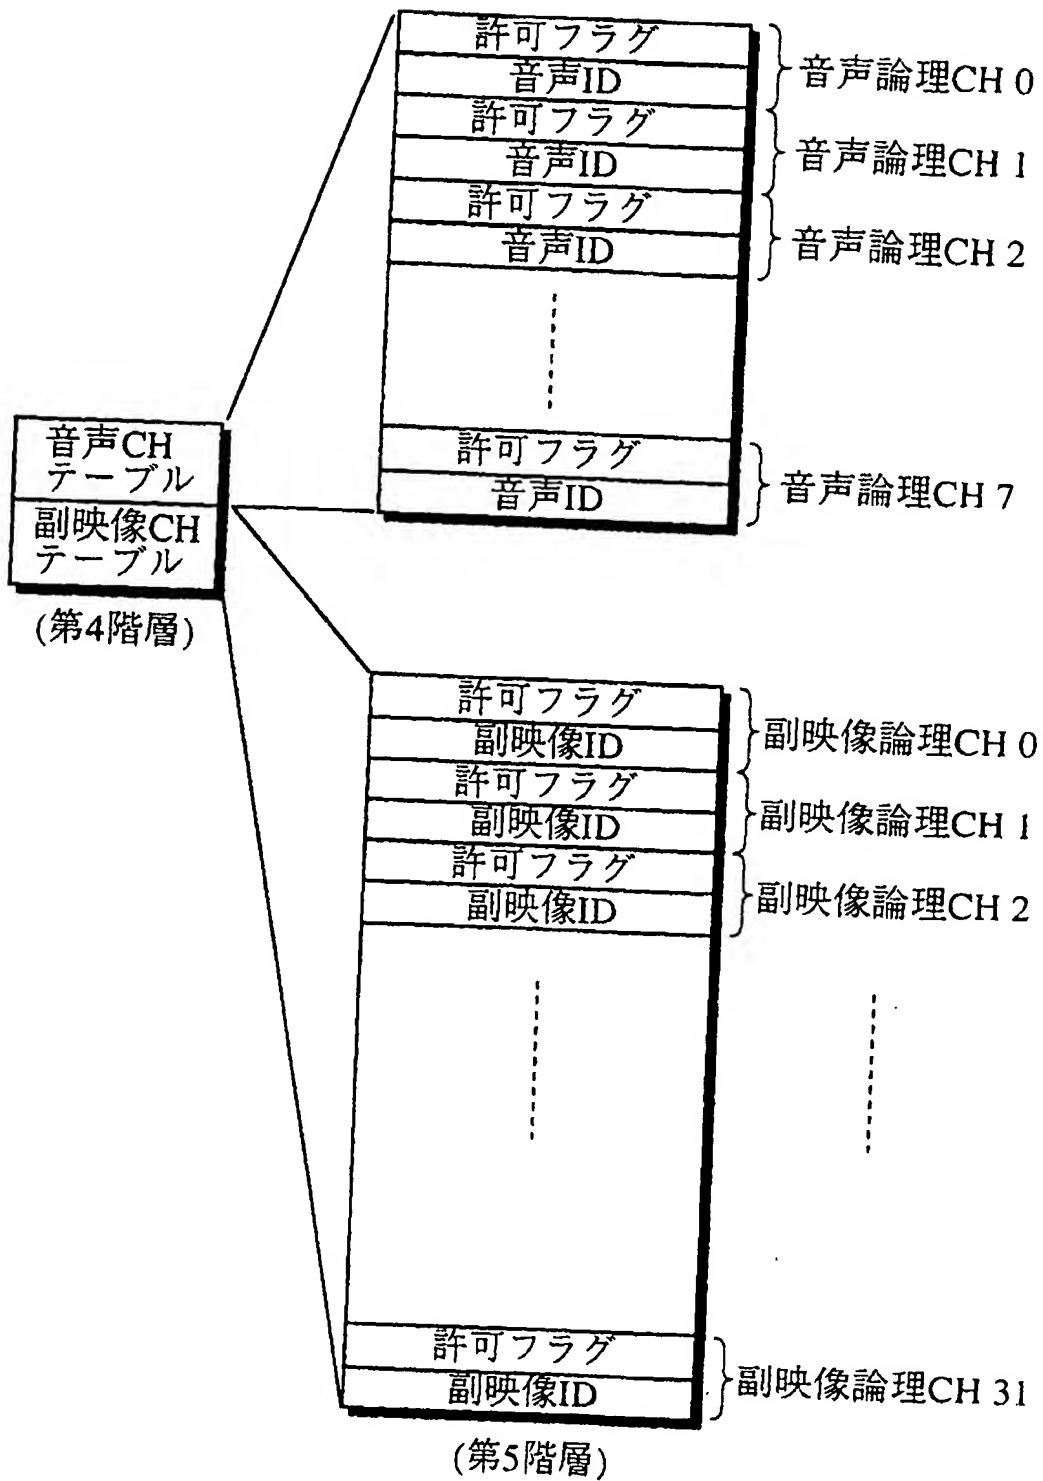 許可フラグ
音声ID
音声論理CH 0
許可フラグ
音声ID
音声論理CH 1
許可フラグ
音声ID
音声論理CH 2
許可フラグ
音声ID
音声論理CH 7
音声CH
テーブル
副映像CH
テーブル
(第4階層)
許可フラグ
副映像ID
副映像論理CH 0
許可フラグ
副映像ID
副映像論理CH 1
許可フラグ
副映像ID
副映像論理CH 2
許可フラグ
副映像ID
副映像論理CH 31
(第5階層)